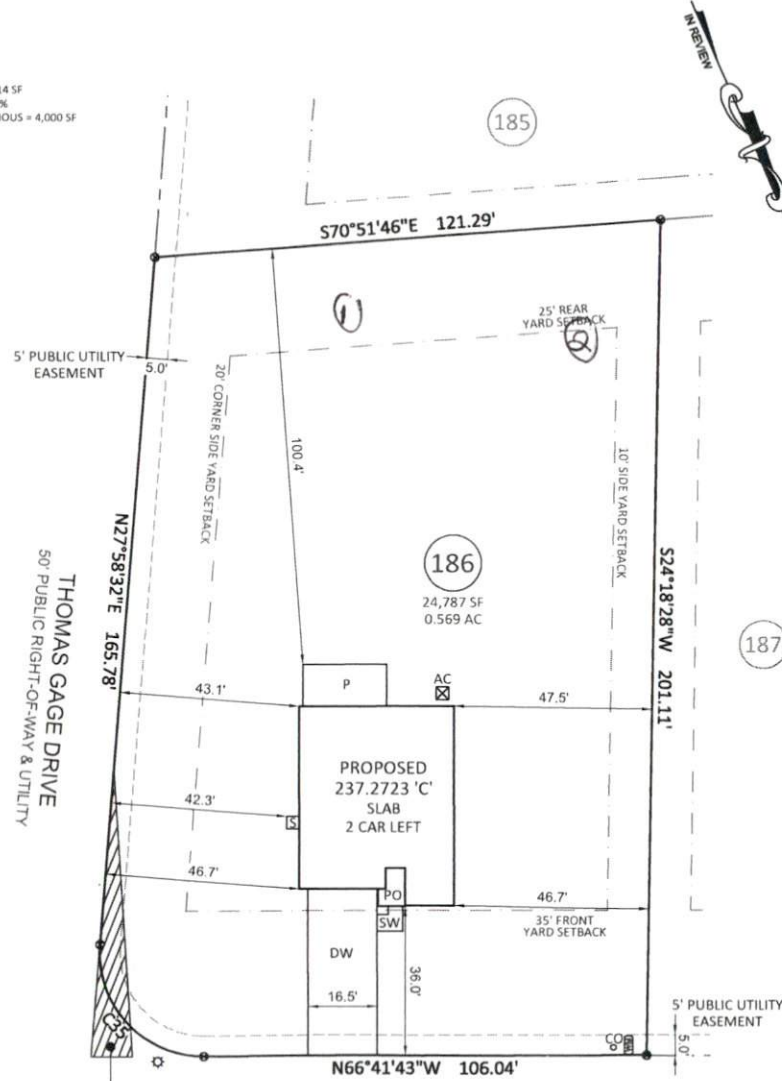 IN REVIEW
14 SF
%
IOUS = 4,000 SF
185
S70°51'46"E 121.29'
1
25' REAR
YARD SETBACK
2
5' PUBLIC UTILITY
EASEMENT
5.0'
20' CORNER SIDE YARD SETBACK
100.4'
10' SIDE YARD SETBACK
N27°58'32"E 165.78'
THOMAS GAGE DRIVE
50' PUBLIC RIGHT-OF-WAY & UTILITY
186
24,787 SF
0.569 AC
S24°18'28"W 201.11'
187
P
AC
43.1'
47.5'
PROPOSED
237.2723 'C'
SLAB
2 CAR LEFT
42.3'
S
46.7'
PO
46.7'
SW
35' FRONT
YARD SETBACK
DW
36.0'
16.5'
C35
CO
5' PUBLIC UTILITY
EASEMENT
5.0'
N66°41'43"W 106.04'